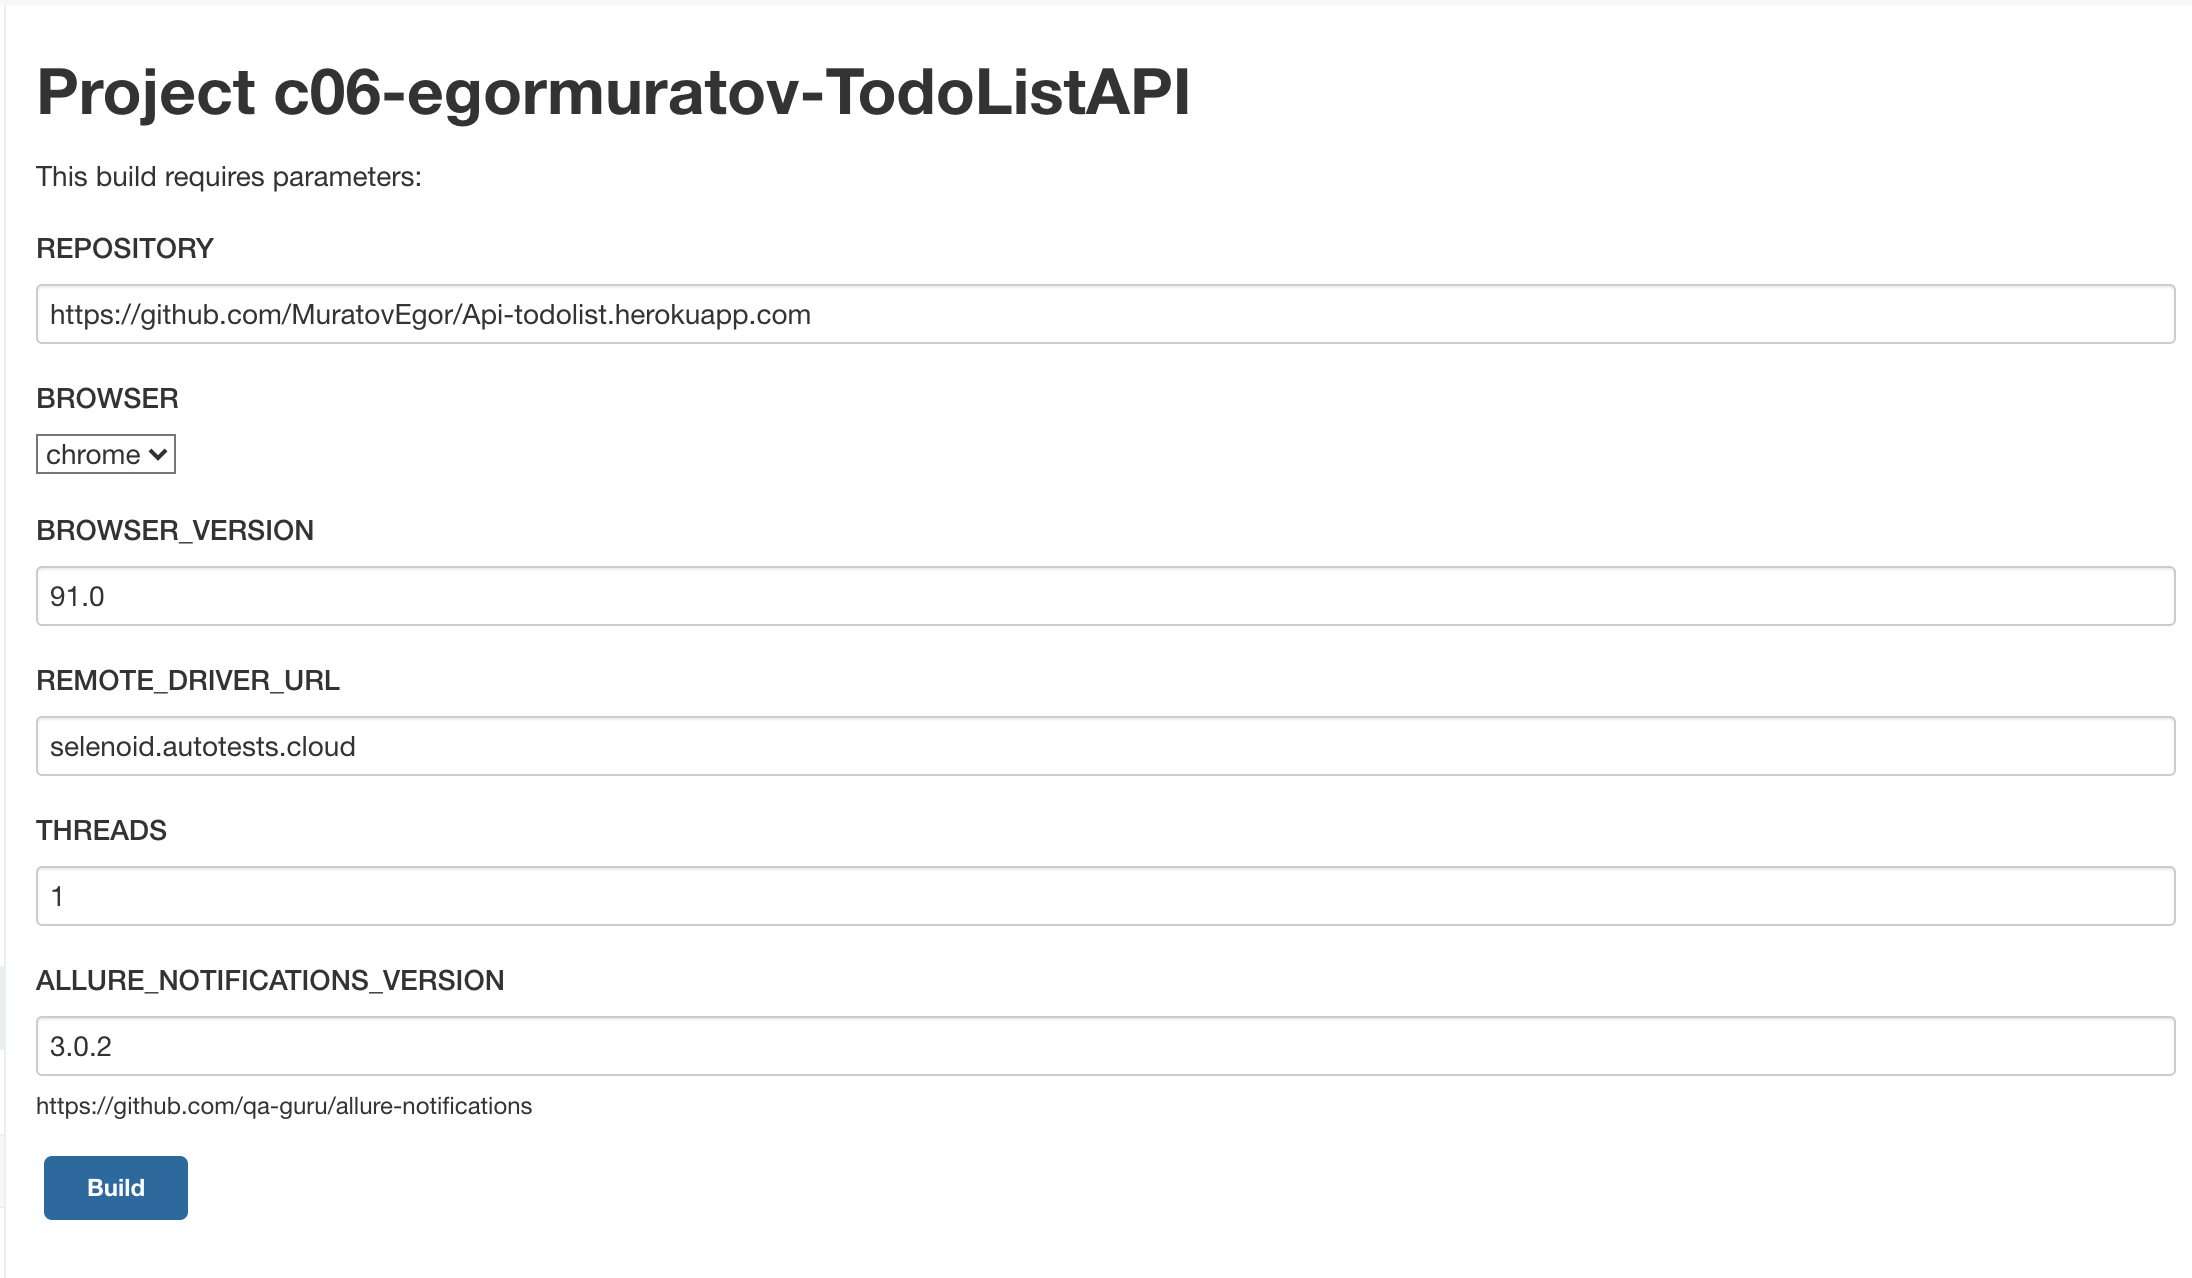 Project c06-egormuratov-TodoListAPI
This build requires parameters:
REPOSITORY
https://github.com/MuratovEgor/Api-todolist.herokuapp.com
BROWSER
chrome
BROWSER_VERSION
91.0
REMOTE_DRIVER_URL
selenoid.autotests.cloud
THREADS
1
ALLURE_NOTIFICATIONS_VERSION
3.0.2
https://github.com/qa-guru/allure-notifications
Build